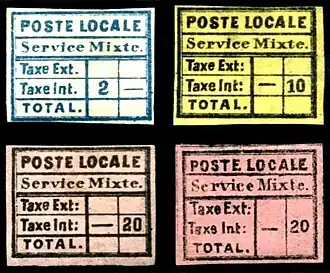 POSTE LOCALE
Service Mixte.
Taxe Ext:
Taxe Int: 2 —
TOTAL.
POSTE LOCALE
Service Mixte.
Taxe Ext:
Taxe Int: — 10
TOTAL.
POSTE LOCALE
Service Mixte.
Taxe Ext:
Taxe Int: — 20
TOTAL.
POSTE LOCALE
Service Mixte.
Taxe Ext:
Taxe Int: — 20
TOTAL.